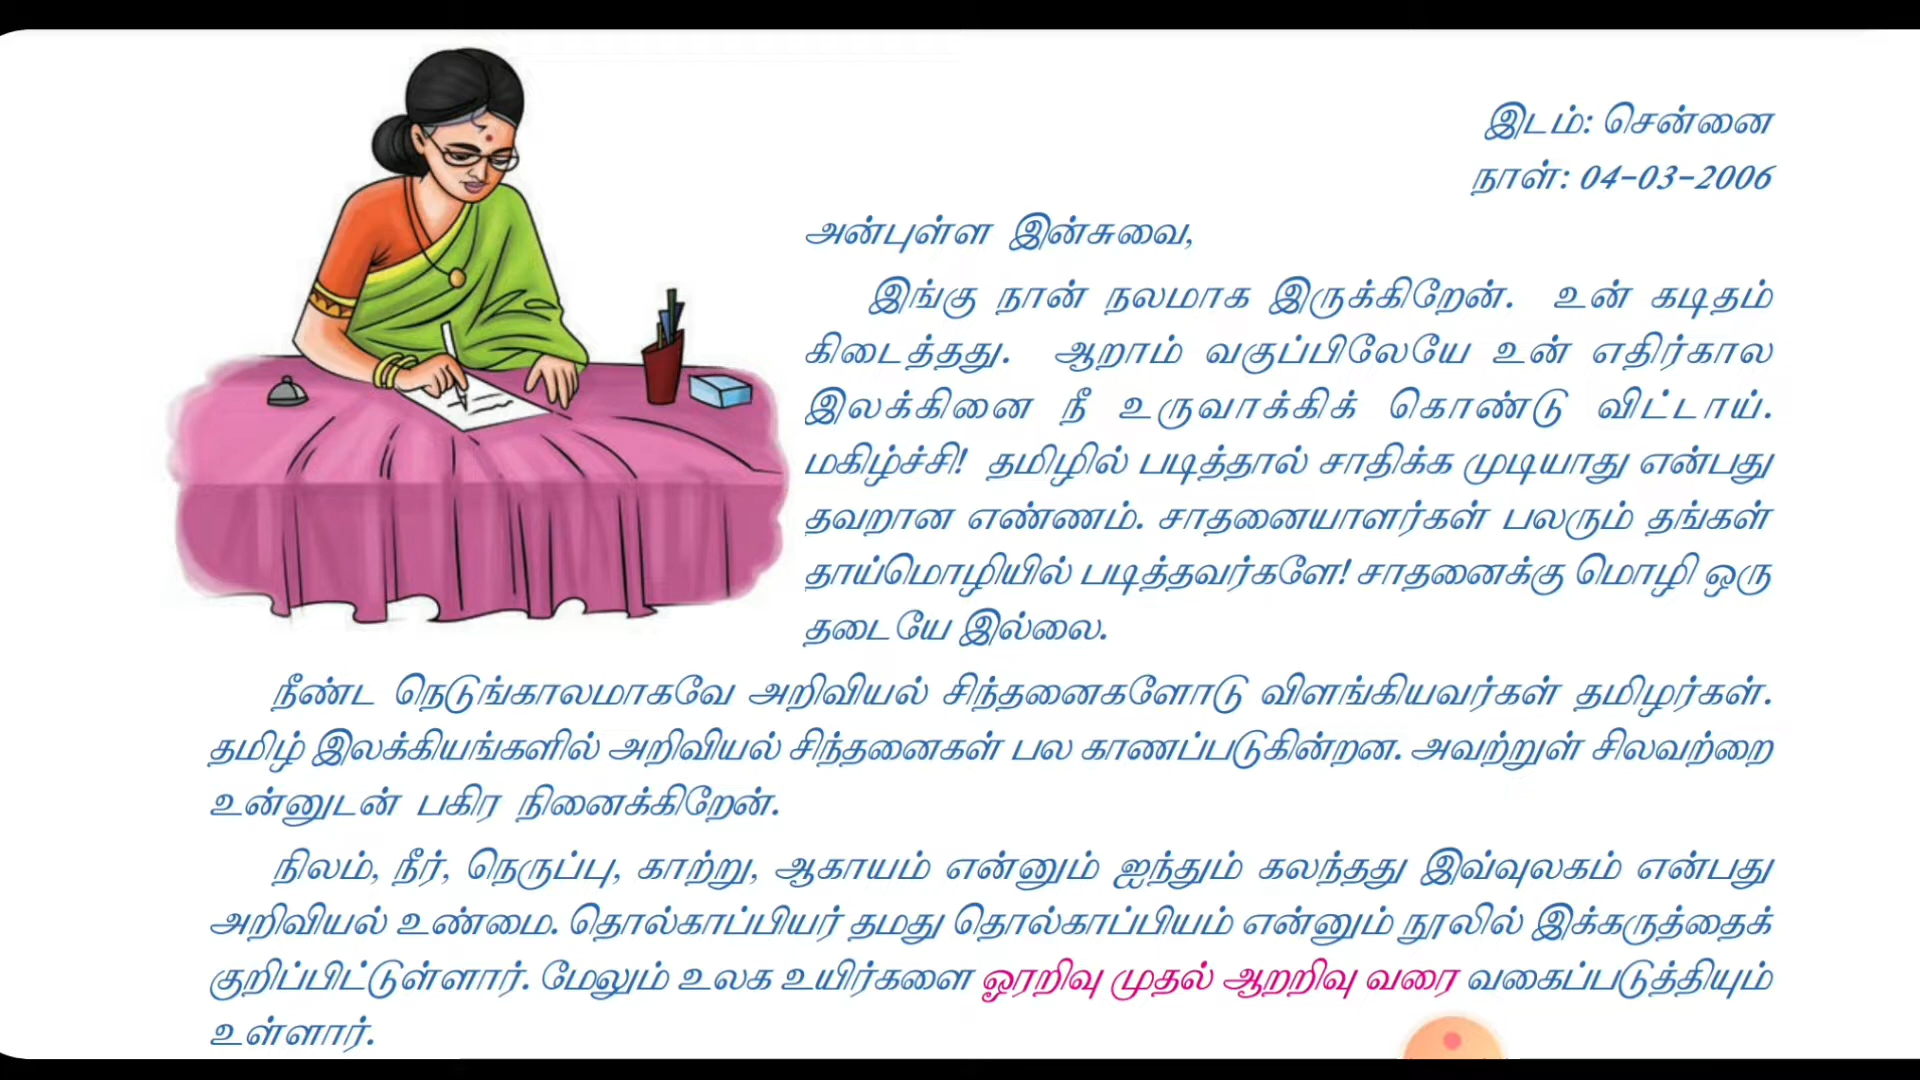 இடம்: சென்னை
நாள்: 04-03-2006
அன்புள்ள இன்சுவை,
இங்கு நான் நலமாக இருக்கிறேன். உன் கடிதம்
கிடைத்தது. ஆறாம் வகுப்பிலேயே உன் எதிர்கால
இலக்கினை நீ உருவாக்கிக் கொண்டு விட்டாய்.
மகிழ்ச்சி! தமிழில் படித்தால் சாதிக்க முடியாது என்பது
தவறான எண்ணம். சாதனையாளர்கள் பலரும் தங்கள்
தாய்மொழியில் படித்தவர்களே! சாதனைக்கு மொழி ஒரு
தடையே இல்லை.
நீண்ட நெடுங்காலமாகவே அறிவியல் சிந்தனைகளோடு விளங்கியவர்கள் தமிழர்கள்.
தமிழ் இலக்கியங்களில் அறிவியல் சிந்தனைகள் பல காணப்படுகின்றன. அவற்றுள் சிலவற்றை
உன்னுடன் பகிர நினைக்கிறேன்.
நிலம், நீர், நெருப்பு, காற்று, ஆகாயம் என்னும் ஐந்தும் கலந்தது இவ்வுலகம் என்பது
அறிவியல் உண்மை. தொல்காப்பியர் தமது தொல்காப்பியம் என்னும் நூலில் இக்கருத்தைக்
குறிப்பிட்டுள்ளார். மேலும் உலக உயிர்களை ஓரறிவு முதல் ஆறறிவு வரை வகைப்படுத்தியும்
உள்ளார்.